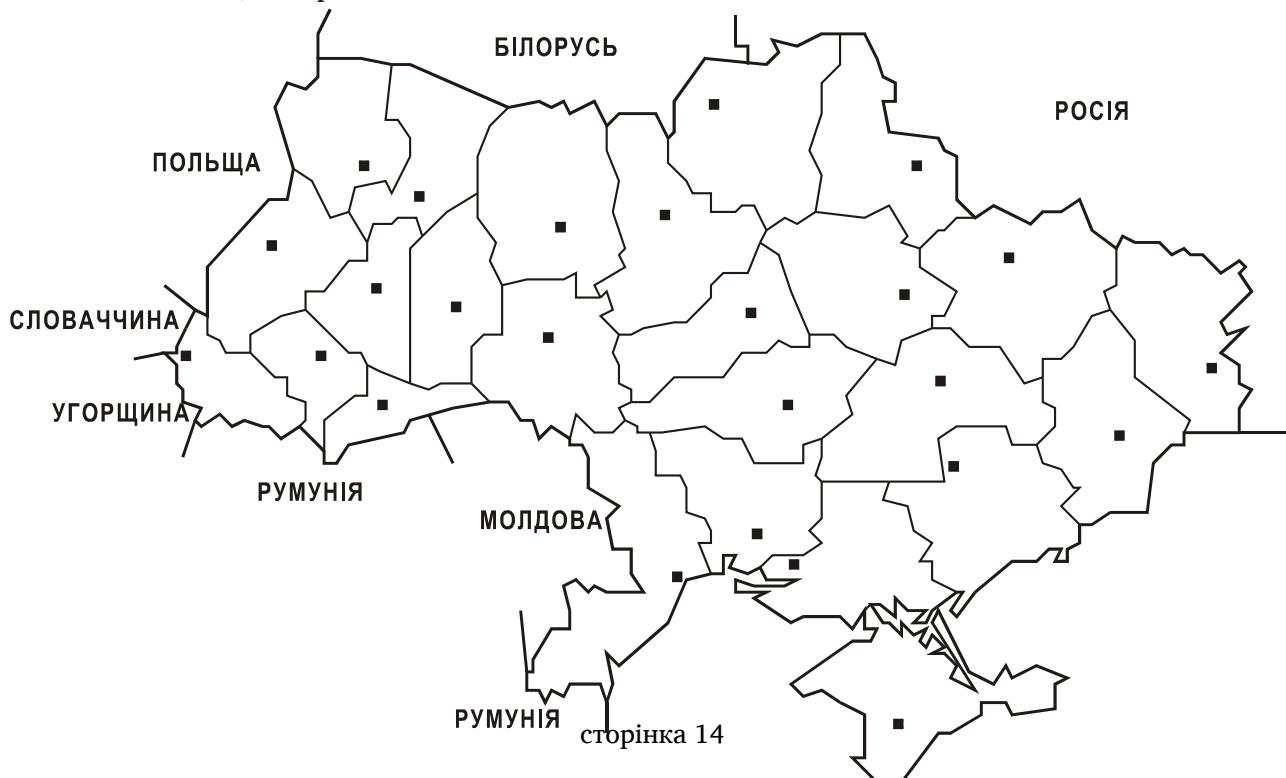 БІЛОРУСЬ
РОСІЯ
ПОЛЬЩА
СЛОВАЧЧИНА
УГОРЩИНА
РУМУНІЯ
МОЛДОВА
РУМУНІЯ
сторінка 14